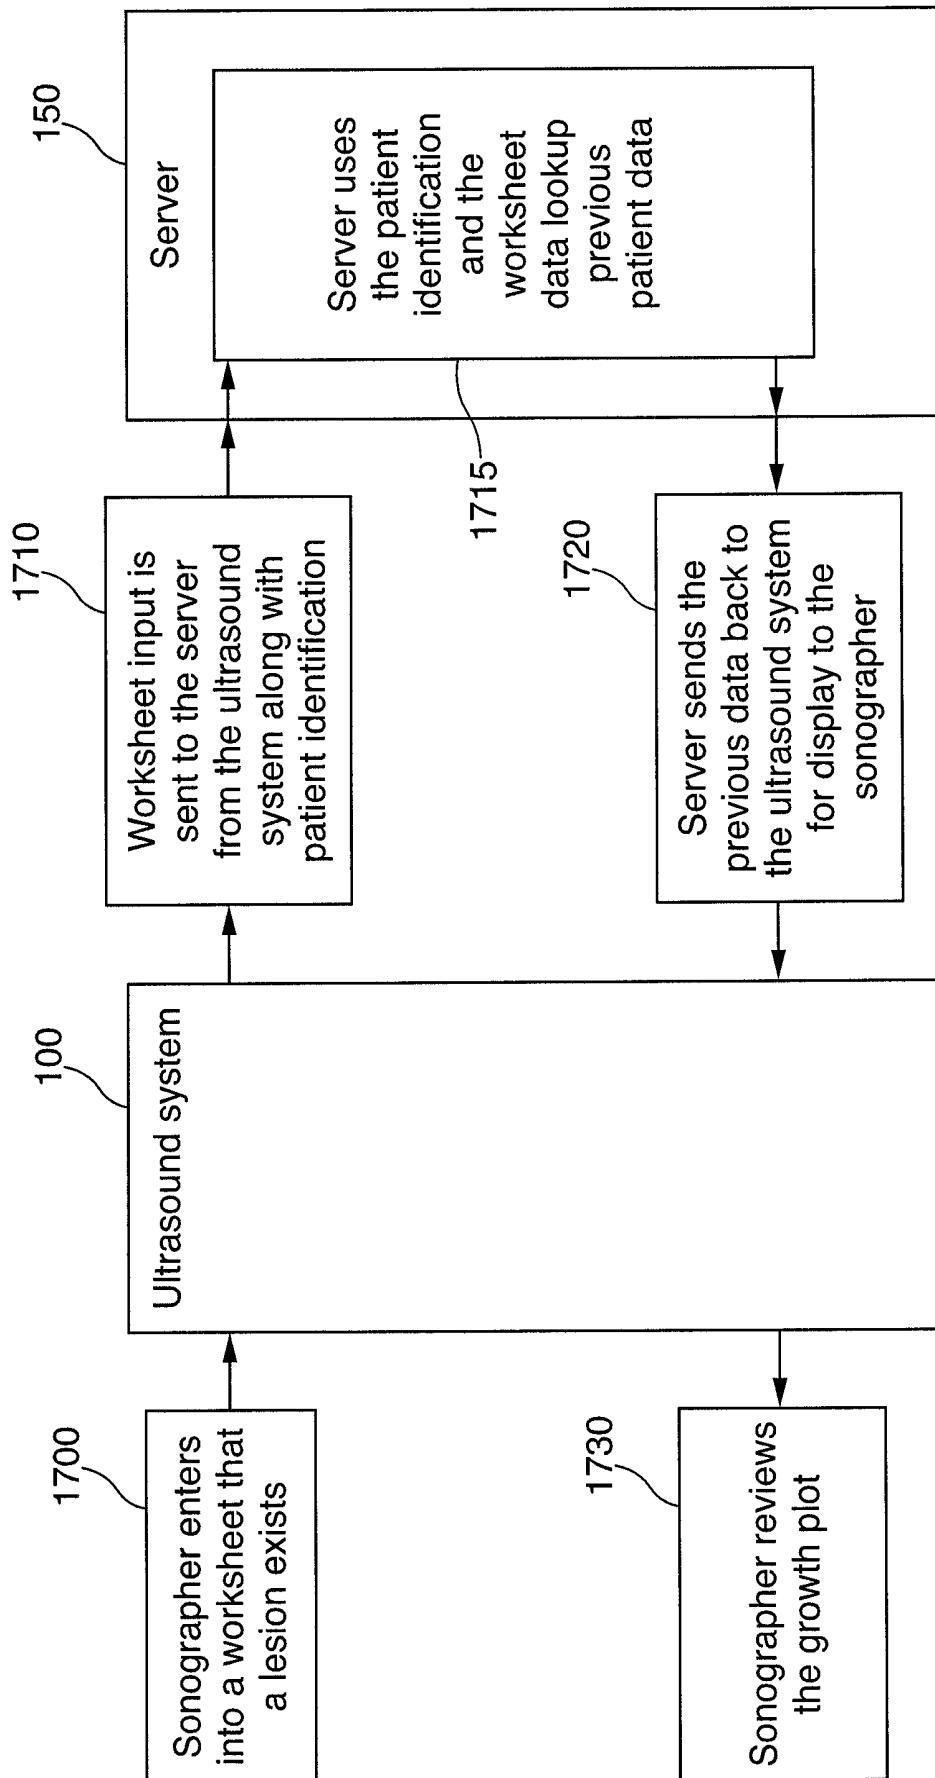 1700
Sonographer enters
into a worksheet that
a lesion exists
100
Ultrasound system
1710
Worksheet input is
sent to the server
from the ultrasound
system along with
patient identification
150
Server
Server uses
the patient
identification
and the
worksheet
data lookup
previous
patient data
1715
1720
Server sends the
previous data back to
the ultrasound system
for display to the
sonographer
1730
Sonographer reviews
the growth plot